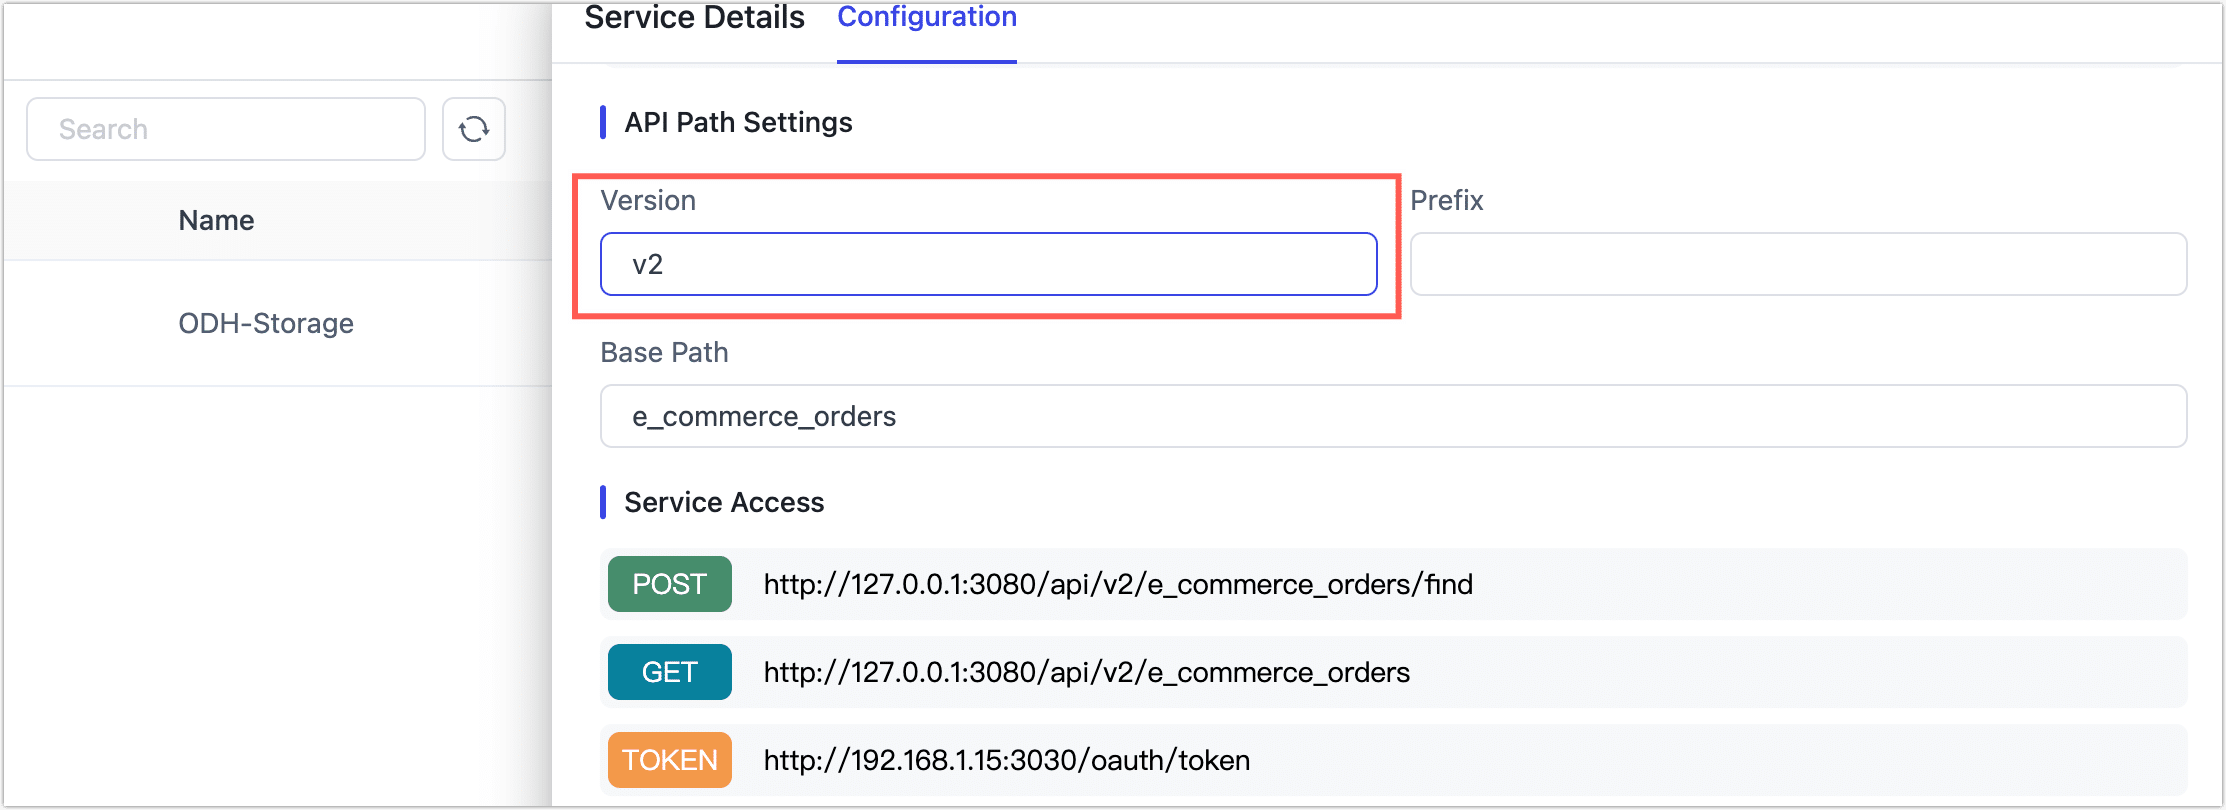 Service Details
Configuration
Search
Name
ODH-Storage
API Path Settings
Version
Prefix
v2
Base Path
e_commerce_orders
Service Access
POST http://127.0.0.1:3080/api/v2/e_commerce_orders/find
GET http://127.0.0.1:3080/api/v2/e_commerce_orders
TOKEN http://192.168.1.15:3030/oauth/token